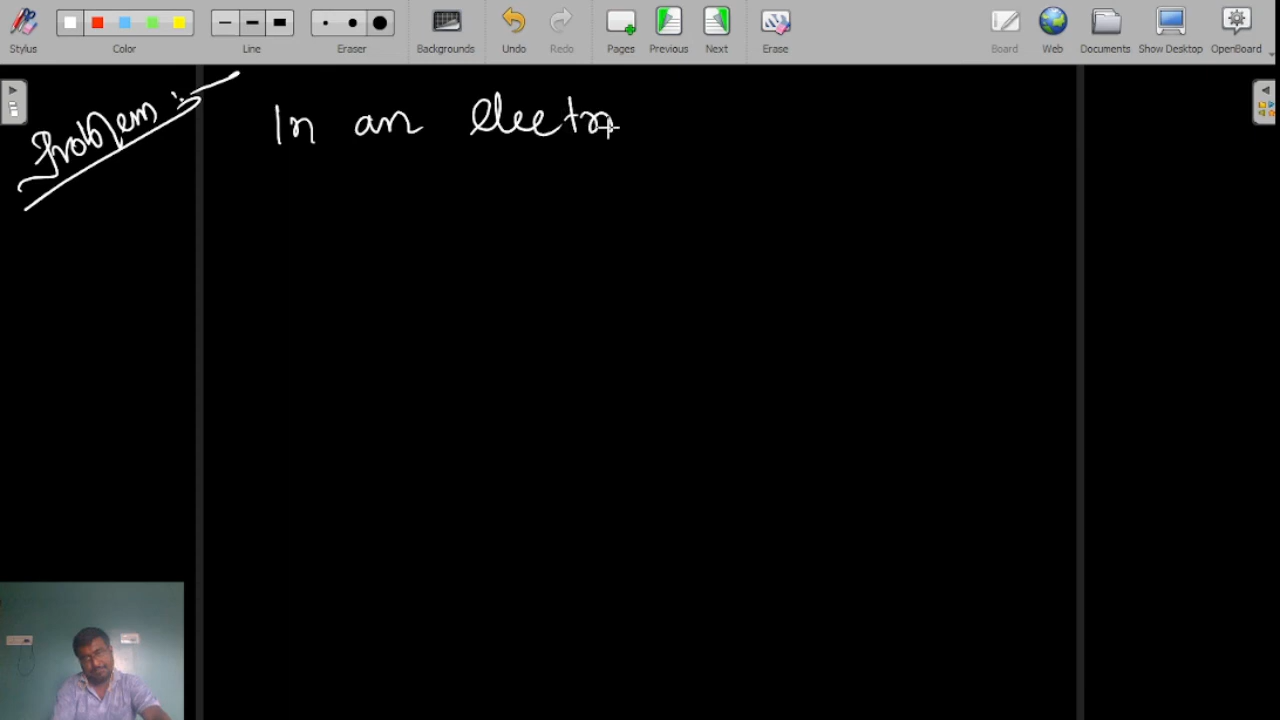 Stylus
Color
Line
Eraser
Backgrounds
Undo
Redo
Pages
Previous
Next
Erase
Board
Web
Documents
Show Desktop
OpenBoard
Problem :-
In an electr